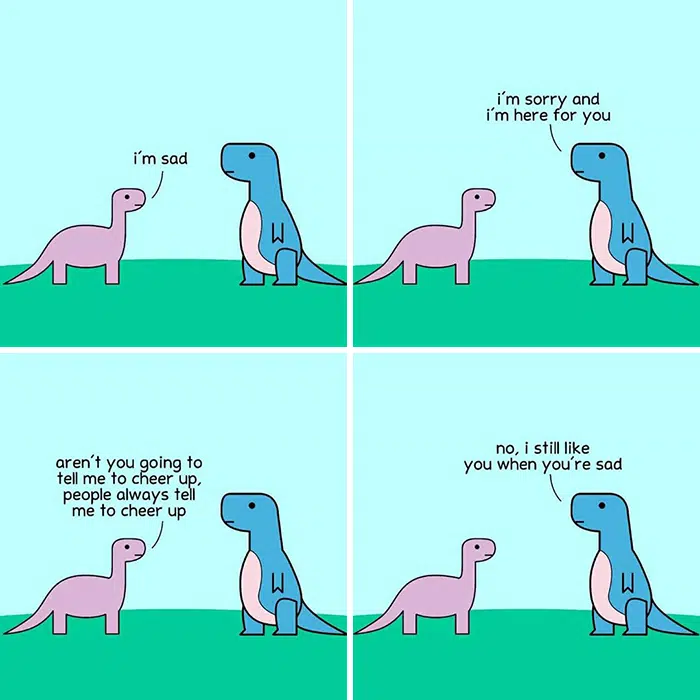 i'm sad
i'm sorry and
i'm here for you
aren't you going to
tell me to cheer up,
people always tell
me to cheer up
no, i still like
you when you're sad